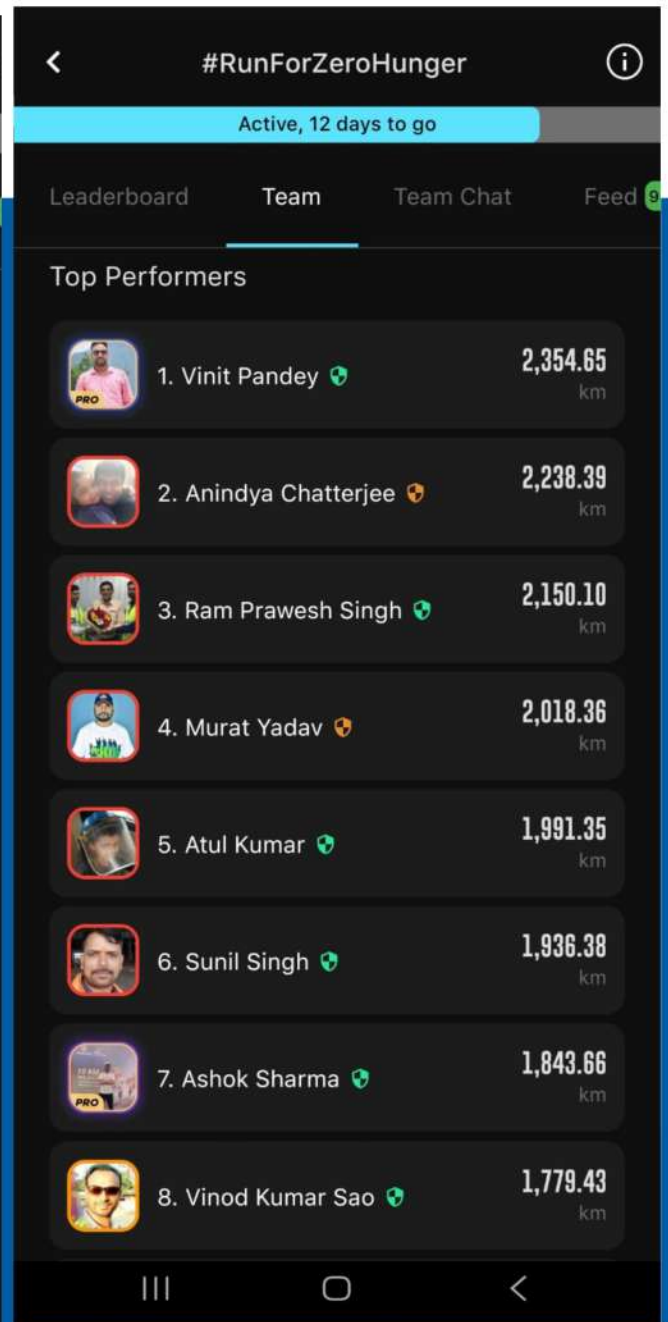 #RunForZeroHunger
Active, 12 days to go
Leaderboard Team Team Chat Feed 9
Top Performers
1. Vinit Pandey 2,354.65
PRO km
2. Anindya Chatterjee 2,238.39
km
3. Ram Prawesh Singh 2,150.10
km
4. Murat Yadav 2,018.36
km
5. Atul Kumar 1,991.35
km
6. Sunil Singh 1,936.38
km
7. Ashok Sharma 1,843.66
PRO km
8. Vinod Kumar Sao 1,779.43
km